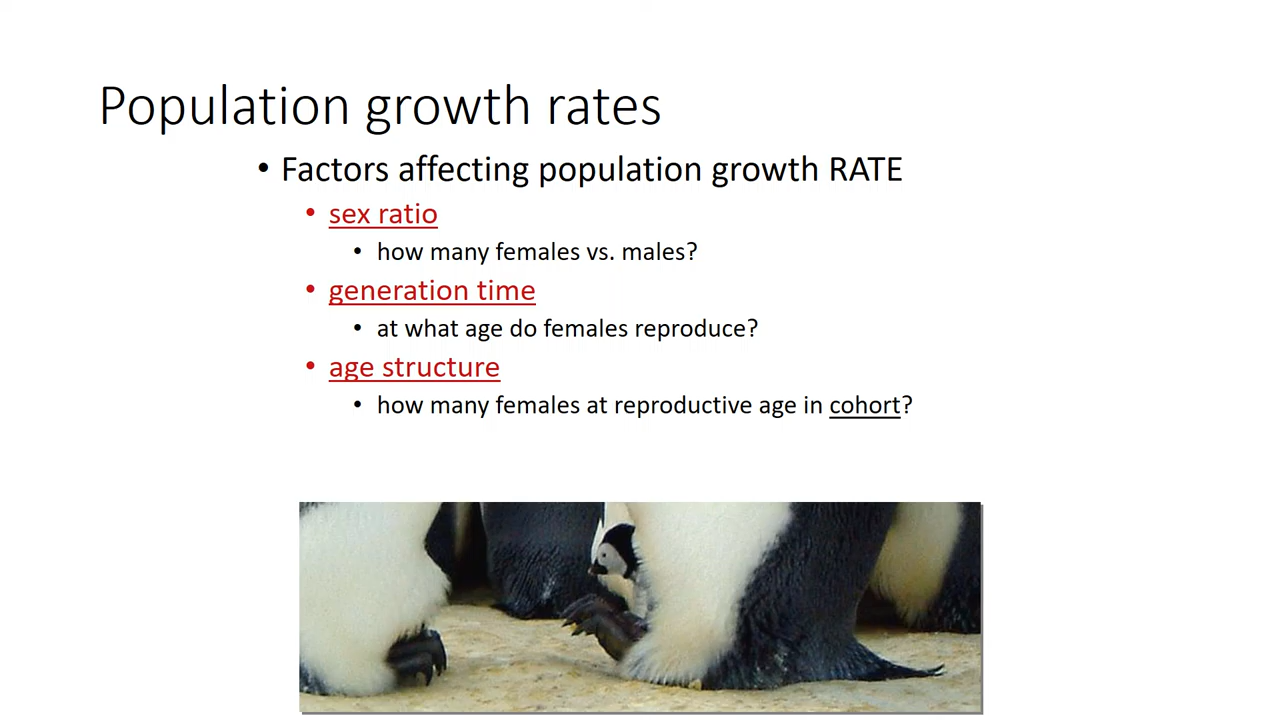 Population growth rates
• Factors affecting population growth RATE
• sex ratio
• how many females vs. males?
• generation time
• at what age do females reproduce?
• age structure
• how many females at reproductive age in cohort?